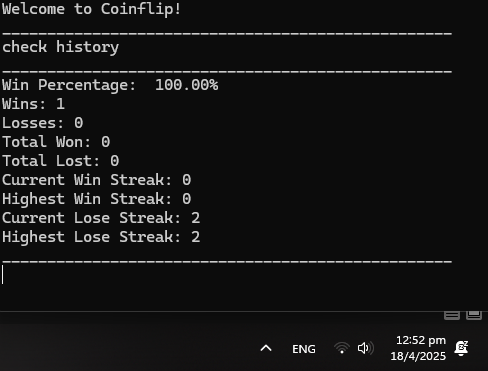 Welcome to Coinflip!
__________________________________________________
check history
__________________________________________________
Win Percentage:  100.00%
Wins: 1
Losses: 0
Total Won: 0
Total Lost: 0
Current Win Streak: 0
Highest Win Streak: 0
Current Lose Streak: 2
Highest Lose Streak: 2
__________________________________________________
ENG
12:52 pm
18/4/2025